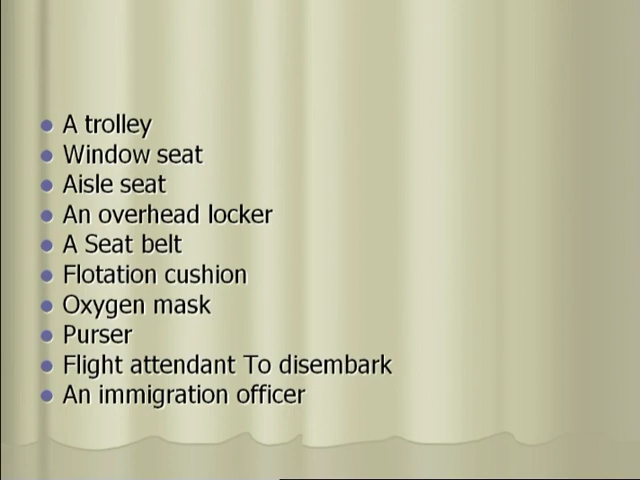 A trolley
Window seat
Aisle seat
An overhead locker
A Seat belt
Flotation cushion
Oxygen mask
Purser
Flight attendant To disembark
An immigration officer